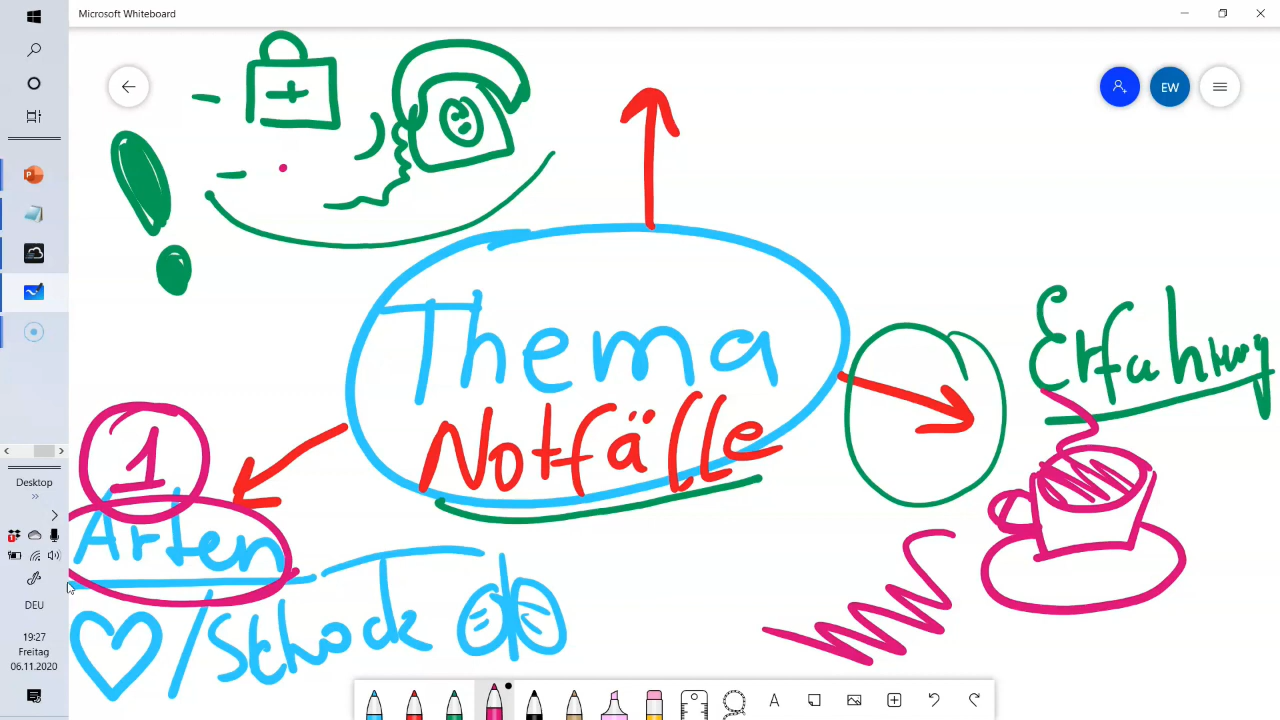 Microsoft Whiteboard
EW
Thema
Notfälle
Erfahrung
1
Arten
/Schock
Desktop
DEU
19:27
Freitag
06.11.2020
A